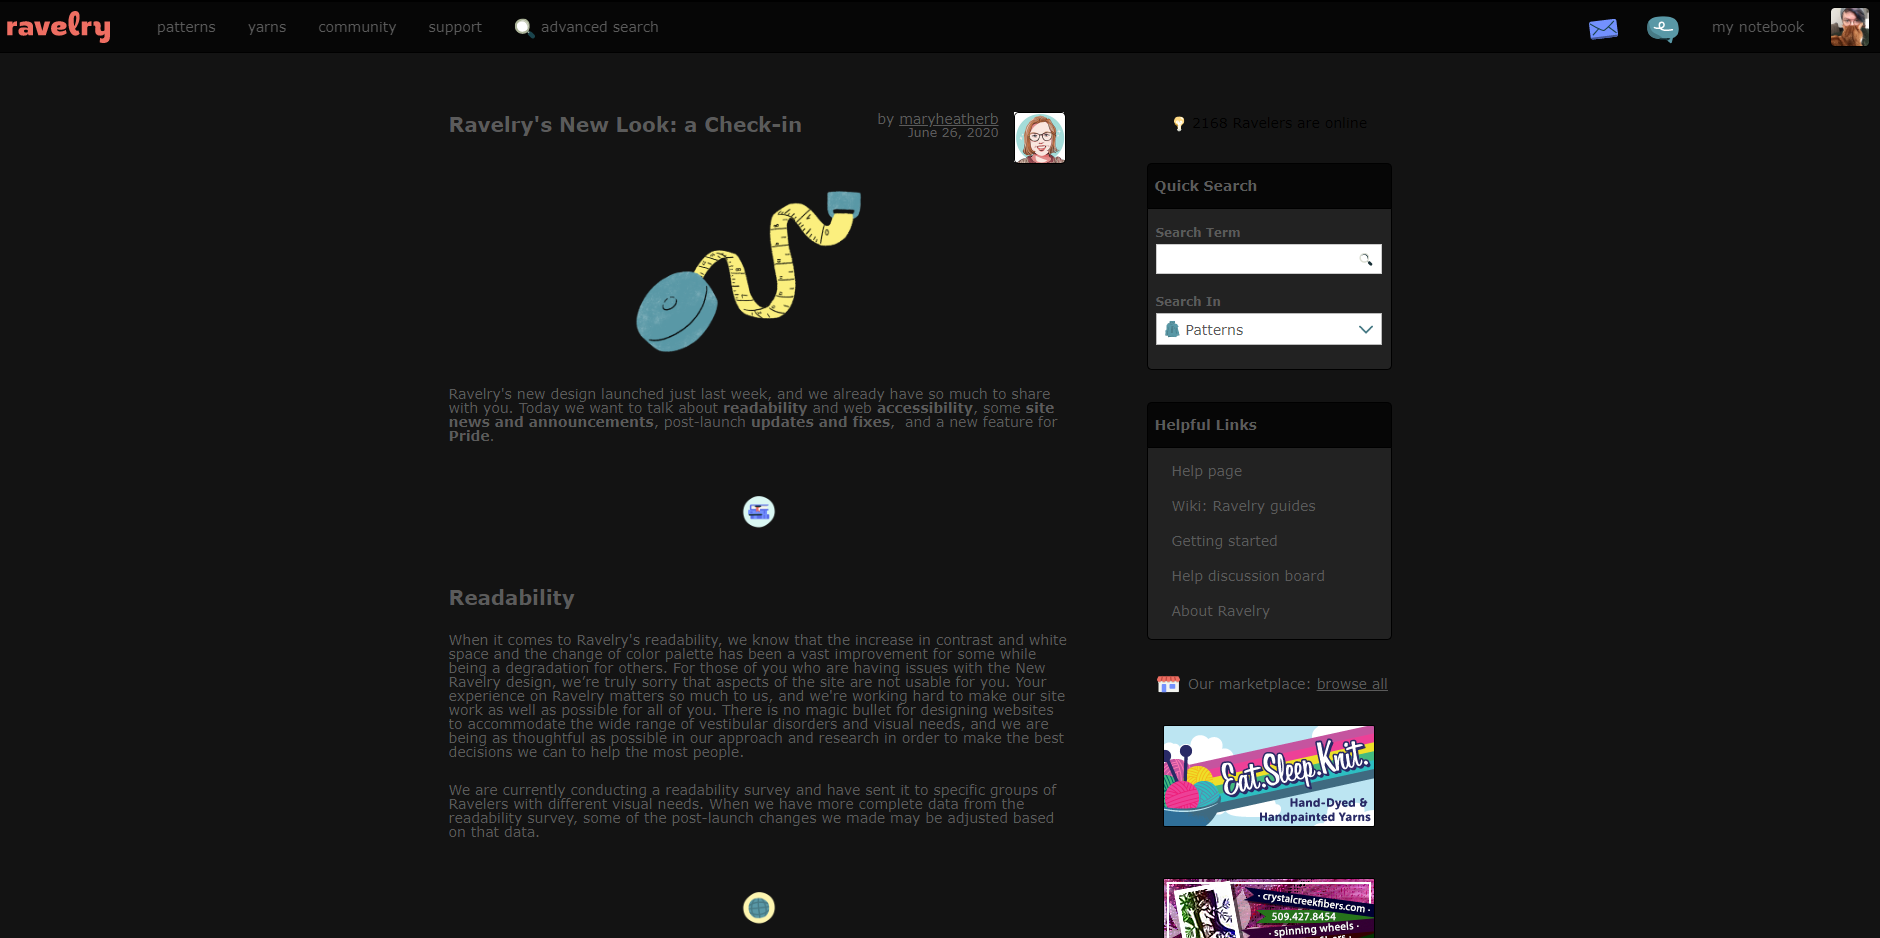 ravelry
patterns
yarns
community
support
advanced search
my notebook
Ravelry's New Look: a Check-in
by maryheatherb
June 26, 2020
Ravelry's new design launched just last week, and we already have so much to share
with you. Today we want to talk about readability and web accessibility, some site
news and announcements, post-launch updates and fixes,  and a new feature for
Pride.
Readability
When it comes to Ravelry's readability, we know that the increase in contrast and white
space and the change of color palette has been a vast improvement for some while
being a degradation for others. For those of you who are having issues with the New
Ravelry design, we’re truly sorry that aspects of the site are not usable for you. Your
experience on Ravelry matters so much to us, and we're working hard to make our site
work as well as possible for all of you. There is no magic bullet for designing websites
to accommodate the wide range of vestibular disorders and visual needs, and we are
being as thoughtful as possible in our approach and research in order to make the best
decisions we can to help the most people.
We are currently conducting a readability survey and have sent it to specific groups of
Ravelers with different visual needs. When we have more complete data from the
readability survey, some of the post-launch changes we made may be adjusted based
on that data.
2168 Ravelers are online
Quick Search
Search Term
Search In
Patterns
Helpful Links
Help page
Wiki: Ravelry guides
Getting started
Help discussion board
About Ravelry
Our marketplace: browse all
Eat.Sleep.Knit.
Hand-Dyed &
Handpainted Yarns
· crystalcreekfibers.com ·
509.427.8454
· spinning wheels ·